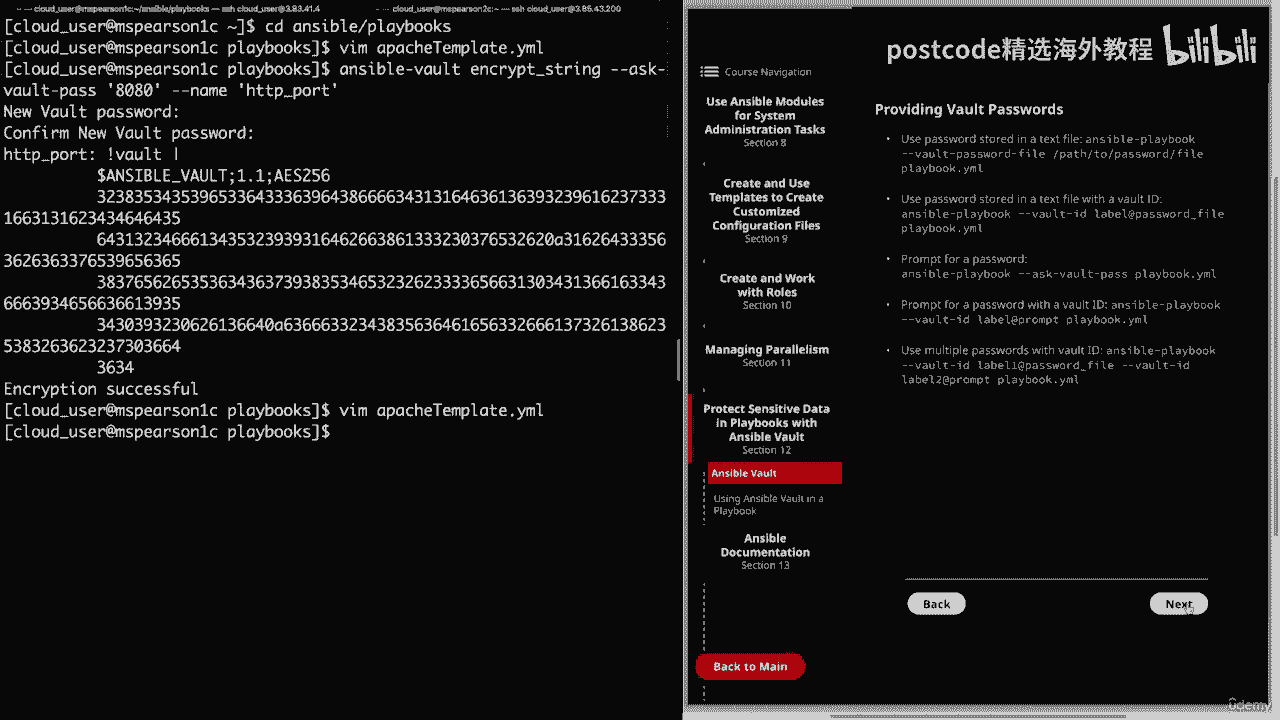 — cloud_user@mspearson1c:~/ansible/playbooks — ssh cloud_user@3.83.41.4
— cloud_user@mspearson2c:~ — ssh cloud_user@3.85.43.200
[cloud_user@mspearson1c ~]$ cd ansible/playbooks
[cloud_user@mspearson1c playbooks]$ vim apacheTemplate.yml
[cloud_user@mspearson1c playbooks]$ ansible-vault encrypt_string --ask-
vault-pass '8080' --name 'http_port'
New Vault password:
Confirm New Vault password:
http_port: !vault |
$ANSIBLE_VAULT;1.1;AES256
Encryption successful
[cloud_user@mspearson1c playbooks]$ vim apacheTemplate.yml
[cloud_user@mspearson1c playbooks]$
3634
postcode精选海外教程
bilibili
Course Navigation
Use Ansible Modules
for System
Administration Tasks
Section 8
Create and Use
Templates to Create
Customized
Configuration Files
Section 9
Create and Work
with Roles
Section 10
Managing Parallelism
Section 11
Protect Sensitive Data
in Playbooks with
Ansible Vault
Section 12
Ansible Vault
Using Ansible Vault in a
Playbook
Ansible
Documentation
Section 13
Back to Main
Providing Vault Passwords
• Use password stored in a text file: ansible-playbook
--vault-password-file /path/to/password/file
playbook.yml
• Use password stored in a text file with a vault ID:
ansible-playbook --vault-id label@password_file
playbook.yml
• Prompt for a password:
ansible-playbook --ask-vault-pass playbook.yml
• Prompt for a password with a vault ID: ansible-playbook
--vault-id label@prompt playbook.yml
• Use multiple passwords with vault ID: ansible-playbook
--vault-id label1@password_file --vault-id
label2@prompt playbook.yml
Back
Next
ûdemy